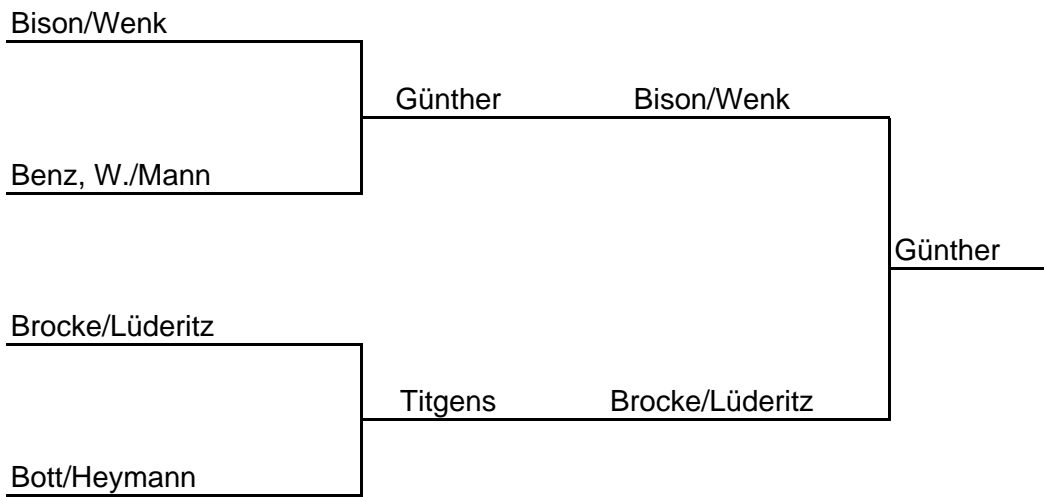 Bison/Wenk
Günther Bison/Wenk
Benz, W./Mann
Günther
Brocke/Lüderitz
Titgens Brocke/Lüderitz
Bott/Heymann